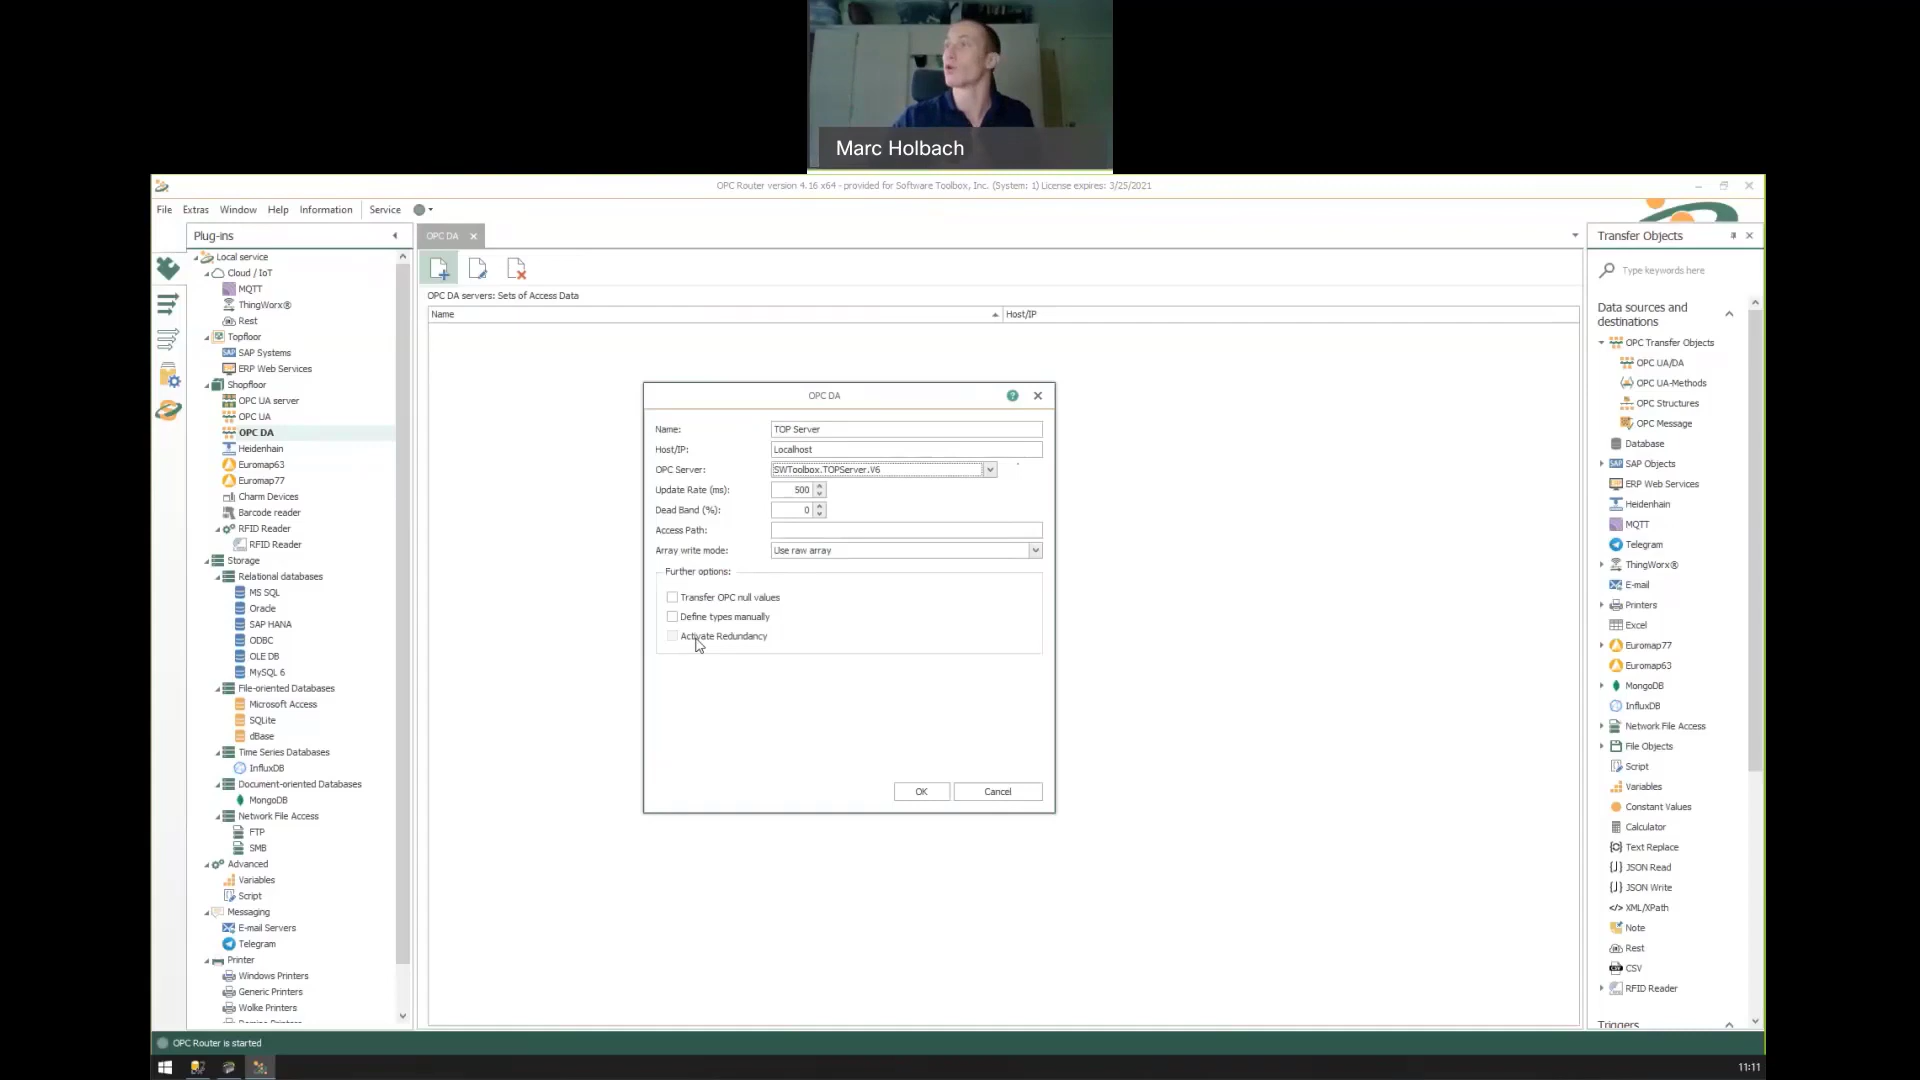 Marc Holbach
OPC Router version 4.16 x64 - provided for Software Toolbox, Inc. (System: 1) License expires: 3/25/2021
File Extras Window Help Information Service
Plug-ins
Local service
Cloud / IoT
MQTT
ThingWorx®
Rest
Topfloor
SAP Systems
ERP Web Services
Shopfloor
OPC UA server
OPC UA
OPC DA
Heidenhain
Euromap63
Euromap77
Charm Devices
Barcode reader
RFID Reader
RFID Reader
Storage
Relational databases
MS SQL
Oracle
SAP HANA
ODBC
OLE DB
MySQL 6
File-oriented Databases
Microsoft Access
SQLite
dBase
Time Series Databases
InfluxDB
Document-oriented Databases
MongoDB
Network File Access
FTP
SMB
Advanced
Variables
Script
Messaging
E-mail Servers
Telegram
Printer
Windows Printers
Generic Printers
Wolke Printers
OPC DA
OPC DA servers: Sets of Access Data
Name Host/IP
OPC DA
Name: TOP Server
Host/IP: Localhost
OPC Server: SWToolbox.TOPServer.V6
Update Rate (ms): 500
Dead Band (%): 0
Access Path:
Array write mode: Use raw array
Further options:
Transfer OPC null values
Define types manually
Activate Redundancy
OK Cancel
Transfer Objects
Type keywords here
Data sources and
destinations
OPC Transfer Objects
OPC UA/DA
OPC UA-Methods
OPC Structures
OPC Message
Database
SAP Objects
SAP
ERP Web Services
Heidenhain
MQTT
Telegram
ThingWorx®
E-mail
Printers
Excel
Euromap77
Euromap63
MongoDB
InfluxDB
Network File Access
File Objects
Script
Variables
Constant Values
Calculator
Text Replace
JSON Read
JSON Write
XML/XPath
Note
Rest
CSV
RFID Reader
Triggers
OPC Router is started
11:11